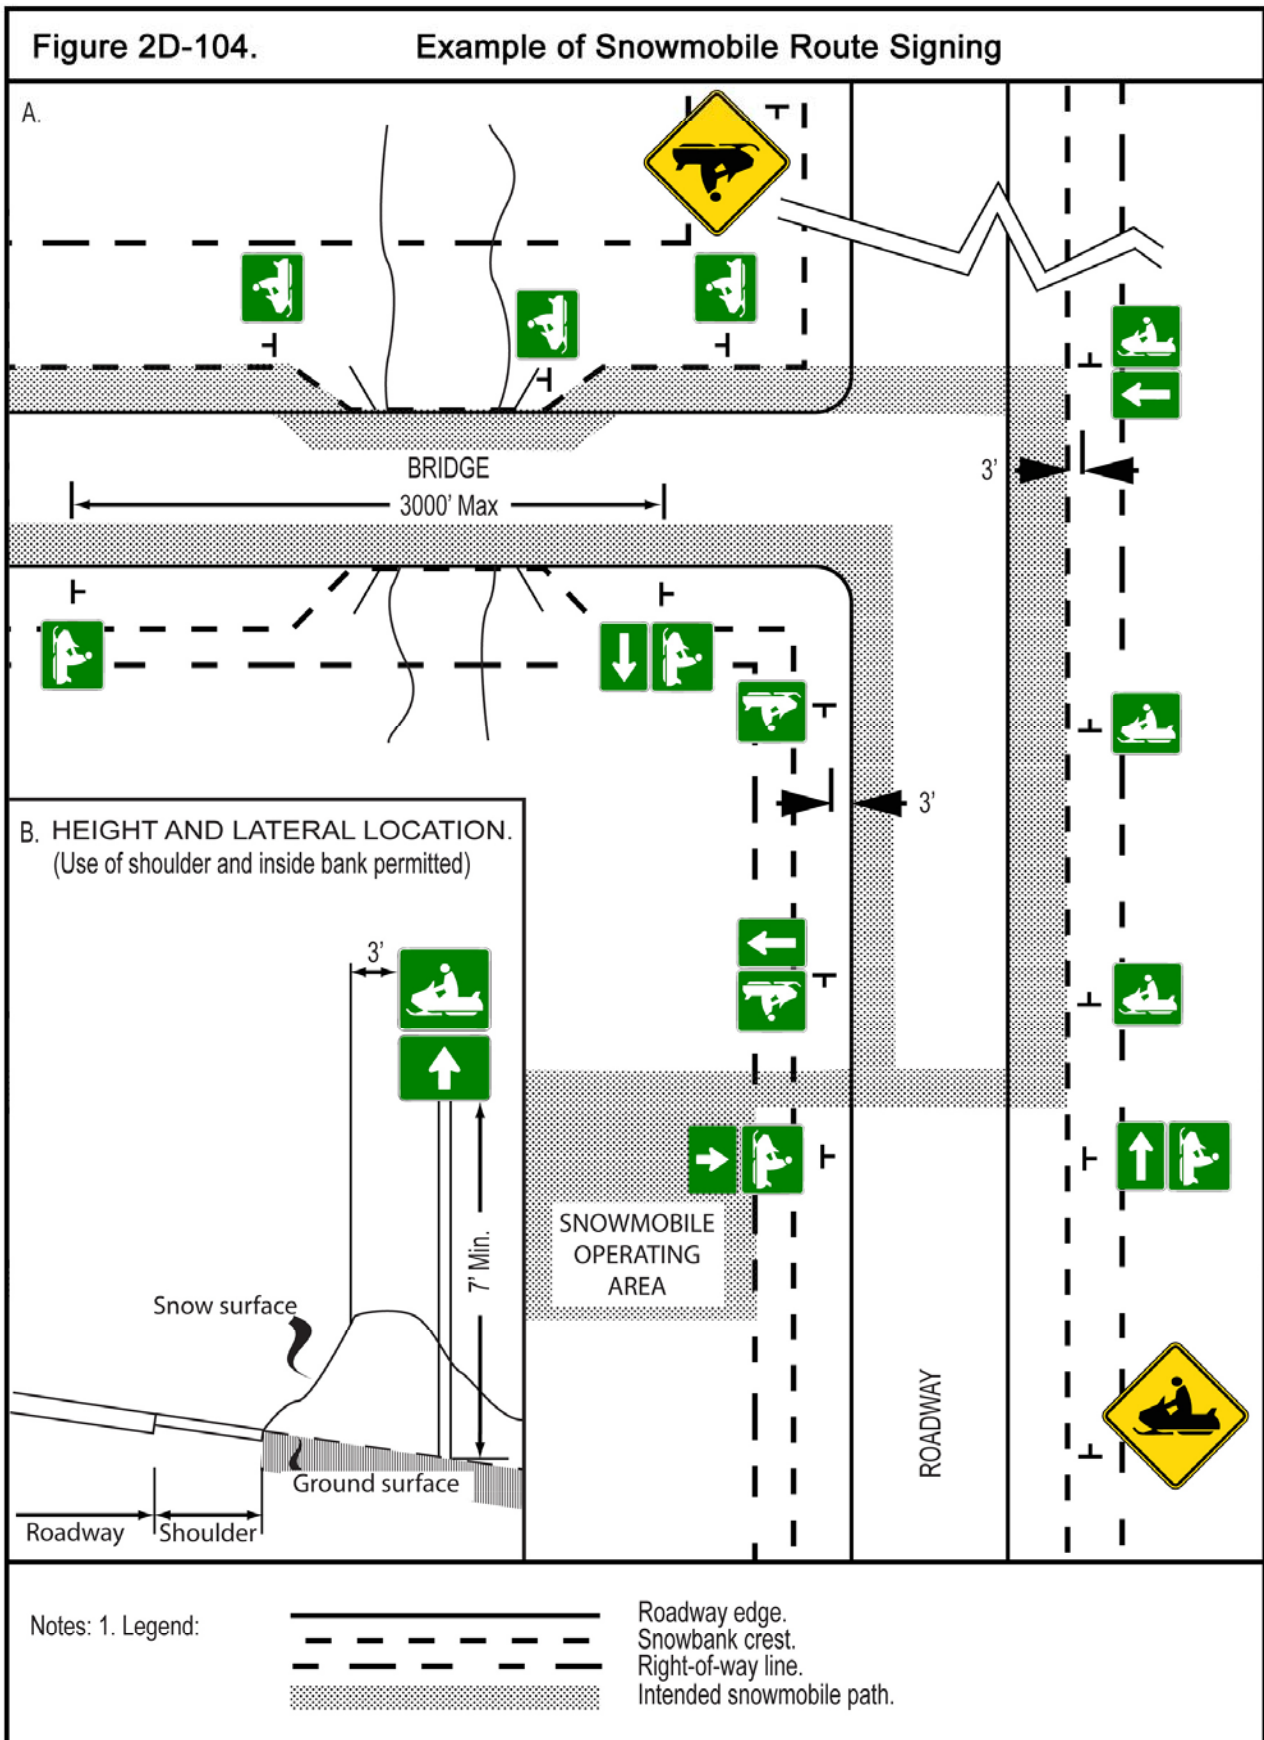 Figure 2D-104. Example of Snowmobile Route Signing
A.
BRIDGE
3000' Max
3'
3'
B. HEIGHT AND LATERAL LOCATION.
(Use of shoulder and inside bank permitted)
3'
7' Min.
SNOWMOBILE
OPERATING
AREA
Snow surface
ROADWAY
Ground surface
Roadway
Shoulder
Notes: 1. Legend:
Roadway edge.
Snowbank crest.
Right-of-way line.
Intended snowmobile path.